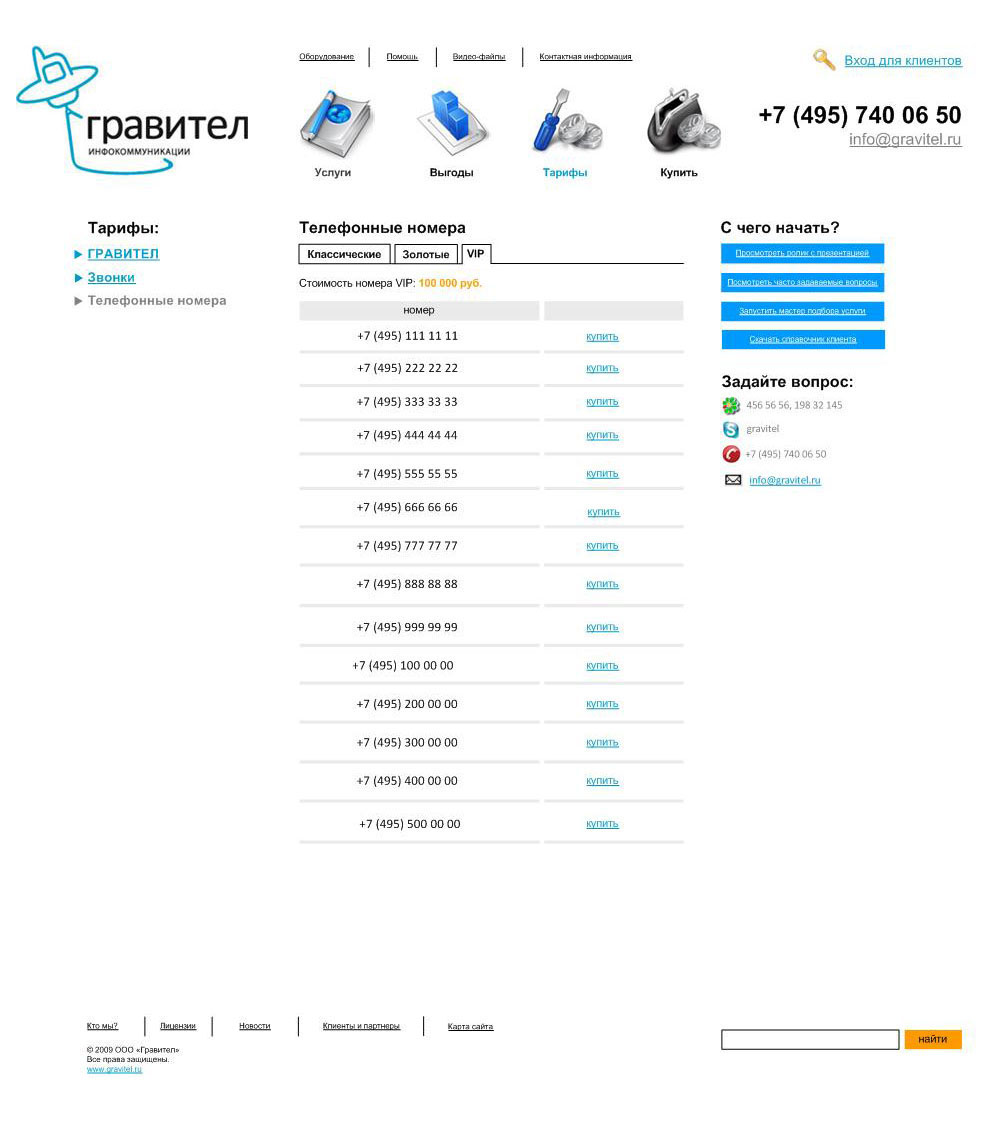 Оборудование
Помощь
Видео-файлы
Контактная информация
Вход для клиентов
гравител
ИНФОКОММУНИКАЦИИ
Услуги
Выгоды
Тарифы
Купить
+7 (495) 740 06 50
info@gravitel.ru
Тарифы:
ГРАВИТЕЛ
Звонки
Телефонные номера
Телефонные номера
Классические
Золотые
VIP
Стоимость номера VIP: 100 000 руб.
номер
+7 (495) 111 11 11 купить
+7 (495) 222 22 22 купить
+7 (495) 333 33 33 купить
+7 (495) 444 44 44 купить
+7 (495) 555 55 55 купить
+7 (495) 666 66 66 купить
+7 (495) 777 77 77 купить
+7 (495) 888 88 88 купить
+7 (495) 999 99 99 купить
+7 (495) 100 00 00 купить
+7 (495) 200 00 00 купить
+7 (495) 300 00 00 купить
+7 (495) 400 00 00 купить
+7 (495) 500 00 00 купить
С чего начать?
Просмотреть ролик с презентацией
Посмотреть часто задаваемые вопросы
Запустить мастер подбора услуги
Скачать справочник клиента
Задайте вопрос:
456 56 56, 198 32 145
gravitel
+7 (495) 740 06 50
info@gravitel.ru
Кто мы?
Лицензии
Новости
Клиенты и партнеры
Карта сайта
© 2009 ООО «Гравител»
Все права защищены.
www.gravitel.ru
найти